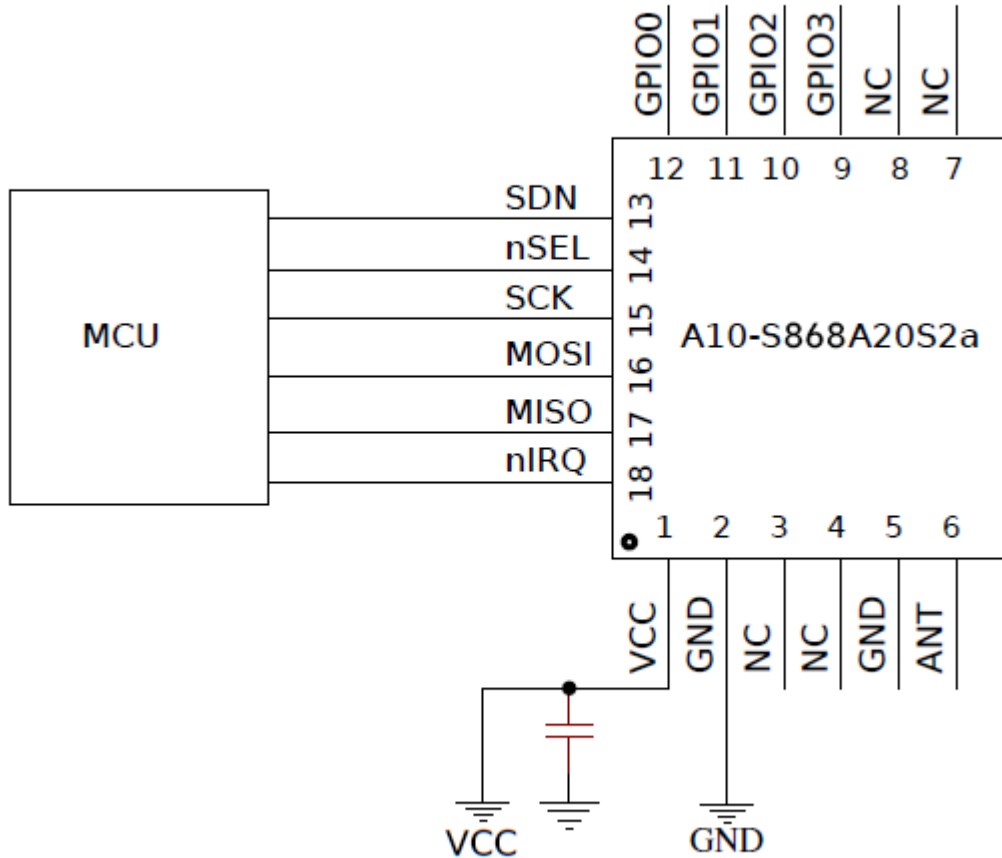 GPIO0
GPIO1
GPIO2
GPIO3
NC
NC
12 11 10 9 8 7
SDN
13
nSEL
14
SCK
15
MCU
A10-S868A20S2a
MOSI
16
MISO
17
nIRQ
18
1 2 3 4 5 6
VCC
GND
NC
NC
GND
ANT
VCC
GND